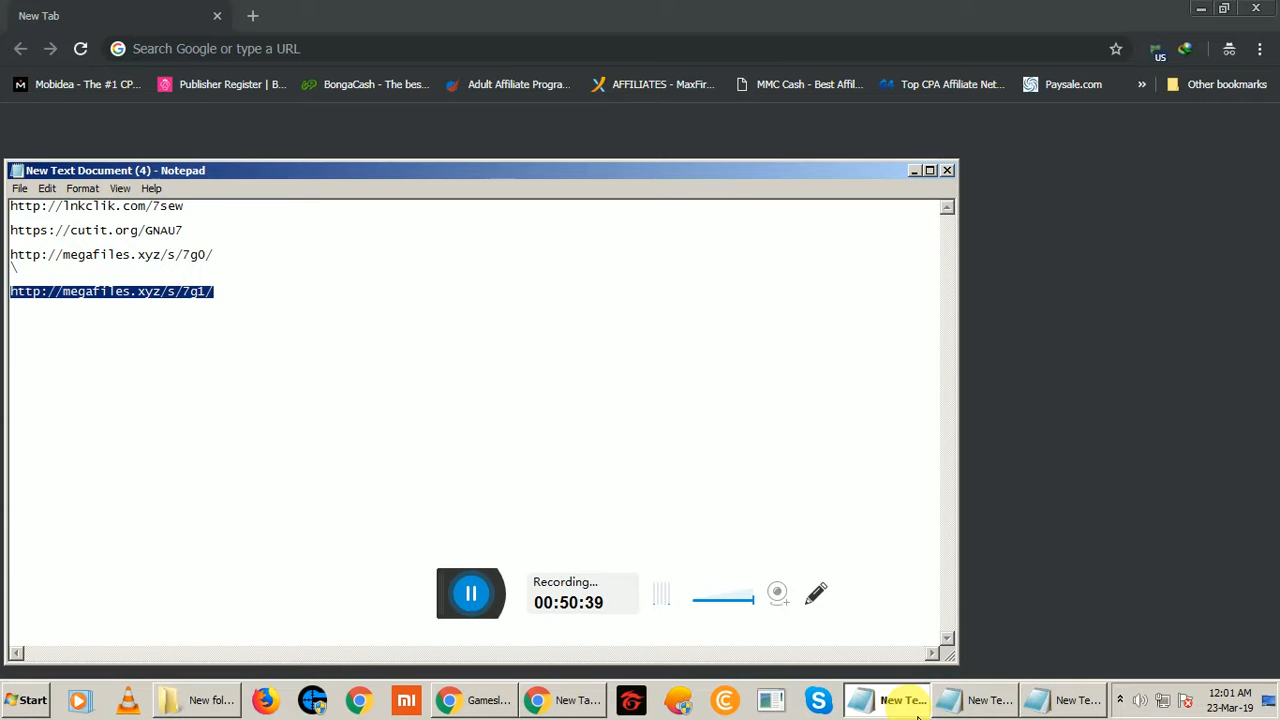 New Tab
Search Google or type a URL
US
Mobidea - The #1 CP... Publisher Register | B... BongaCash - The bes... Adult Affiliate Progra... AFFILIATES - MaxFir... MMC Cash - Best Affil... Top CPA Affiliate Net... Paysale.com » Other bookmarks
New Text Document (4) - Notepad
File Edit Format View Help
http://lnkclik.com/7sew
https://cutit.org/GNAU7
http://megafiles.xyz/s/7g0/
\
http://megafiles.xyz/s/7g1/
Recording...
00:50:39
Start New fol... Gamesl... New Ta... New Te... New Te... New Te... 12:01 AM
23-Mar-19